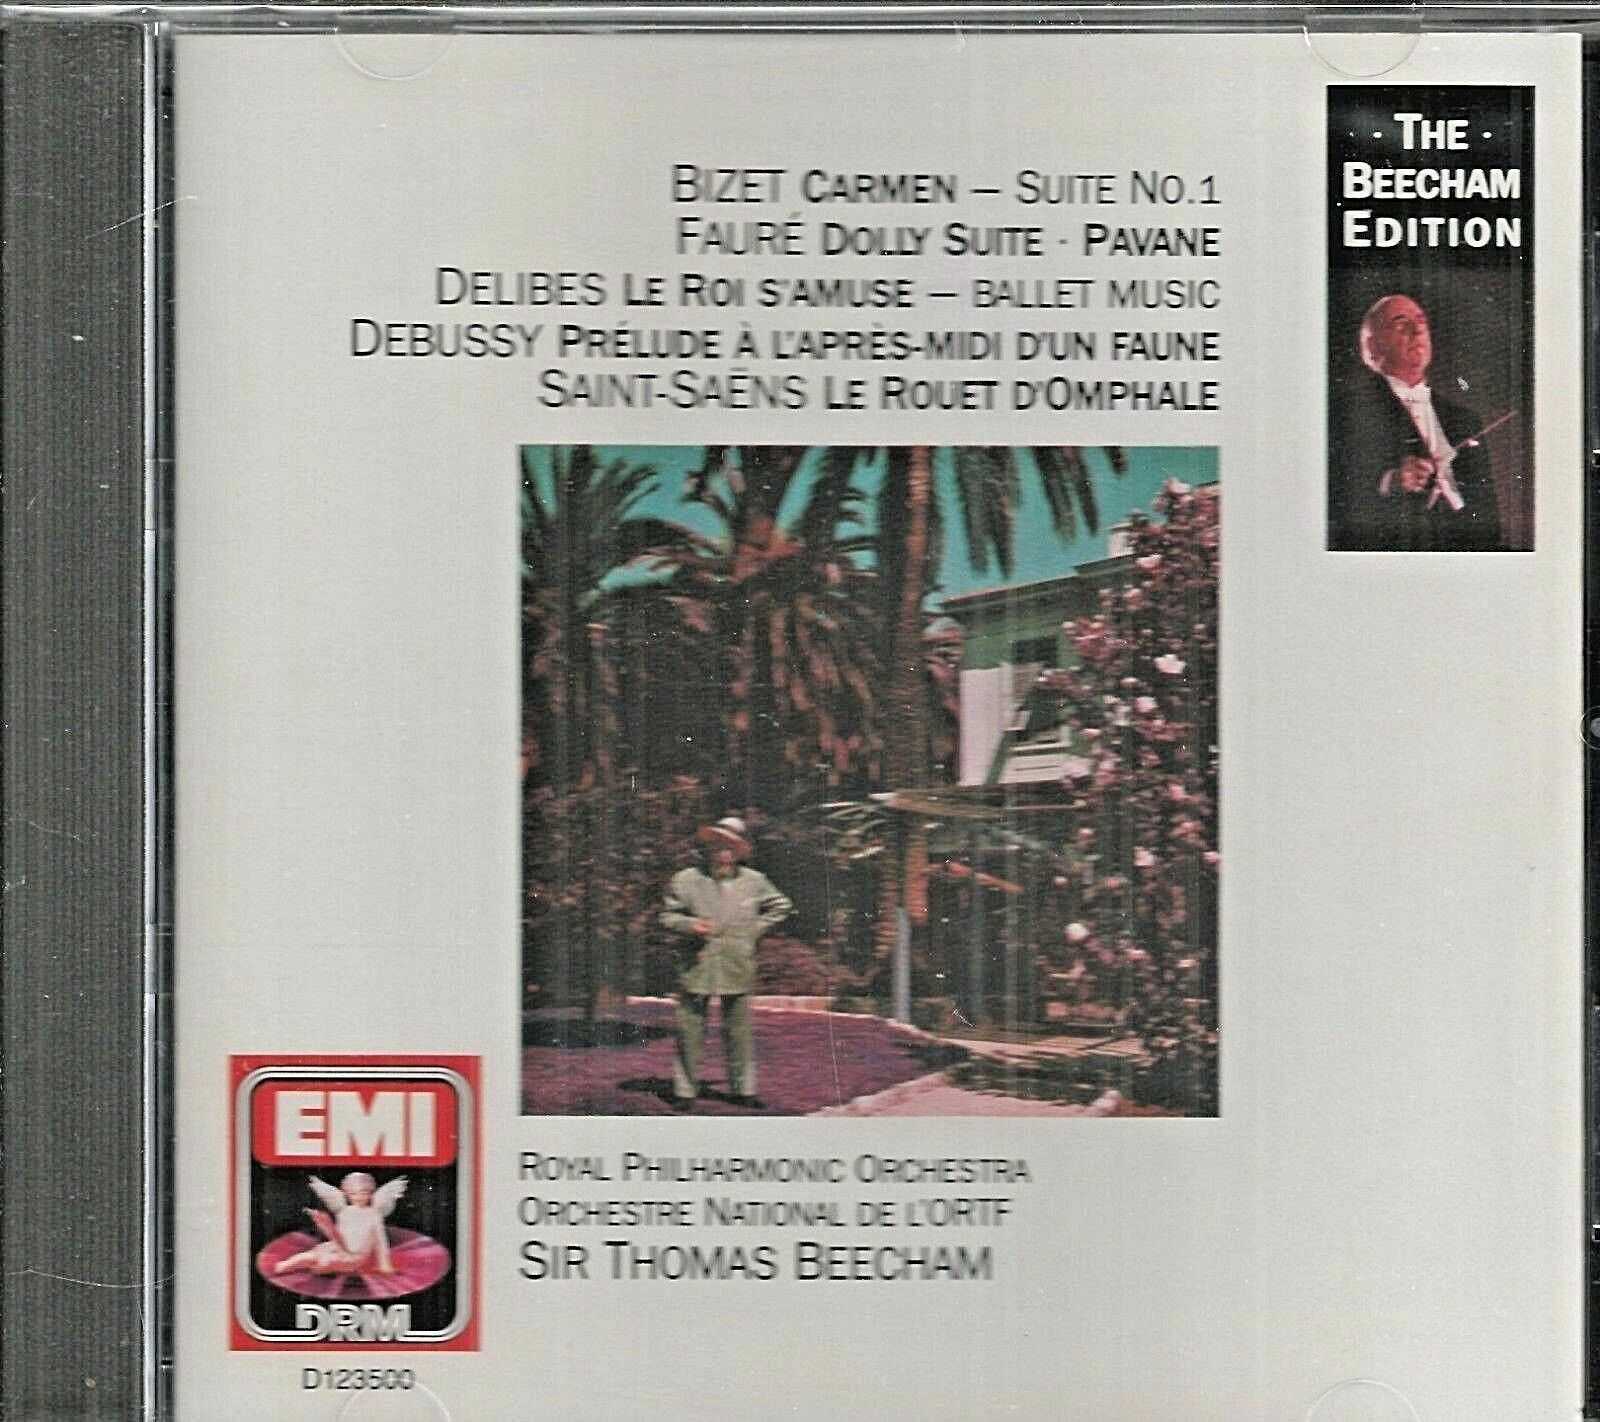 BIZET CARMEN – SUITE NO.1
FAURÉ DOLLY SUITE · PAVANE
DELIBES LE ROI S'AMUSE – BALLET MUSIC
DEBUSSY PRÉLUDE À L'APRÈS-MIDI D'UN FAUNE
SAINT-SAËNS LE ROUET D'OMPHALE
· THE ·
BEECHAM
EDITION
ROYAL PHILHARMONIC ORCHESTRA
ORCHESTRE NATIONAL DE L'ORTF
SIR THOMAS BEECHAM
EMI
DRM
D123500